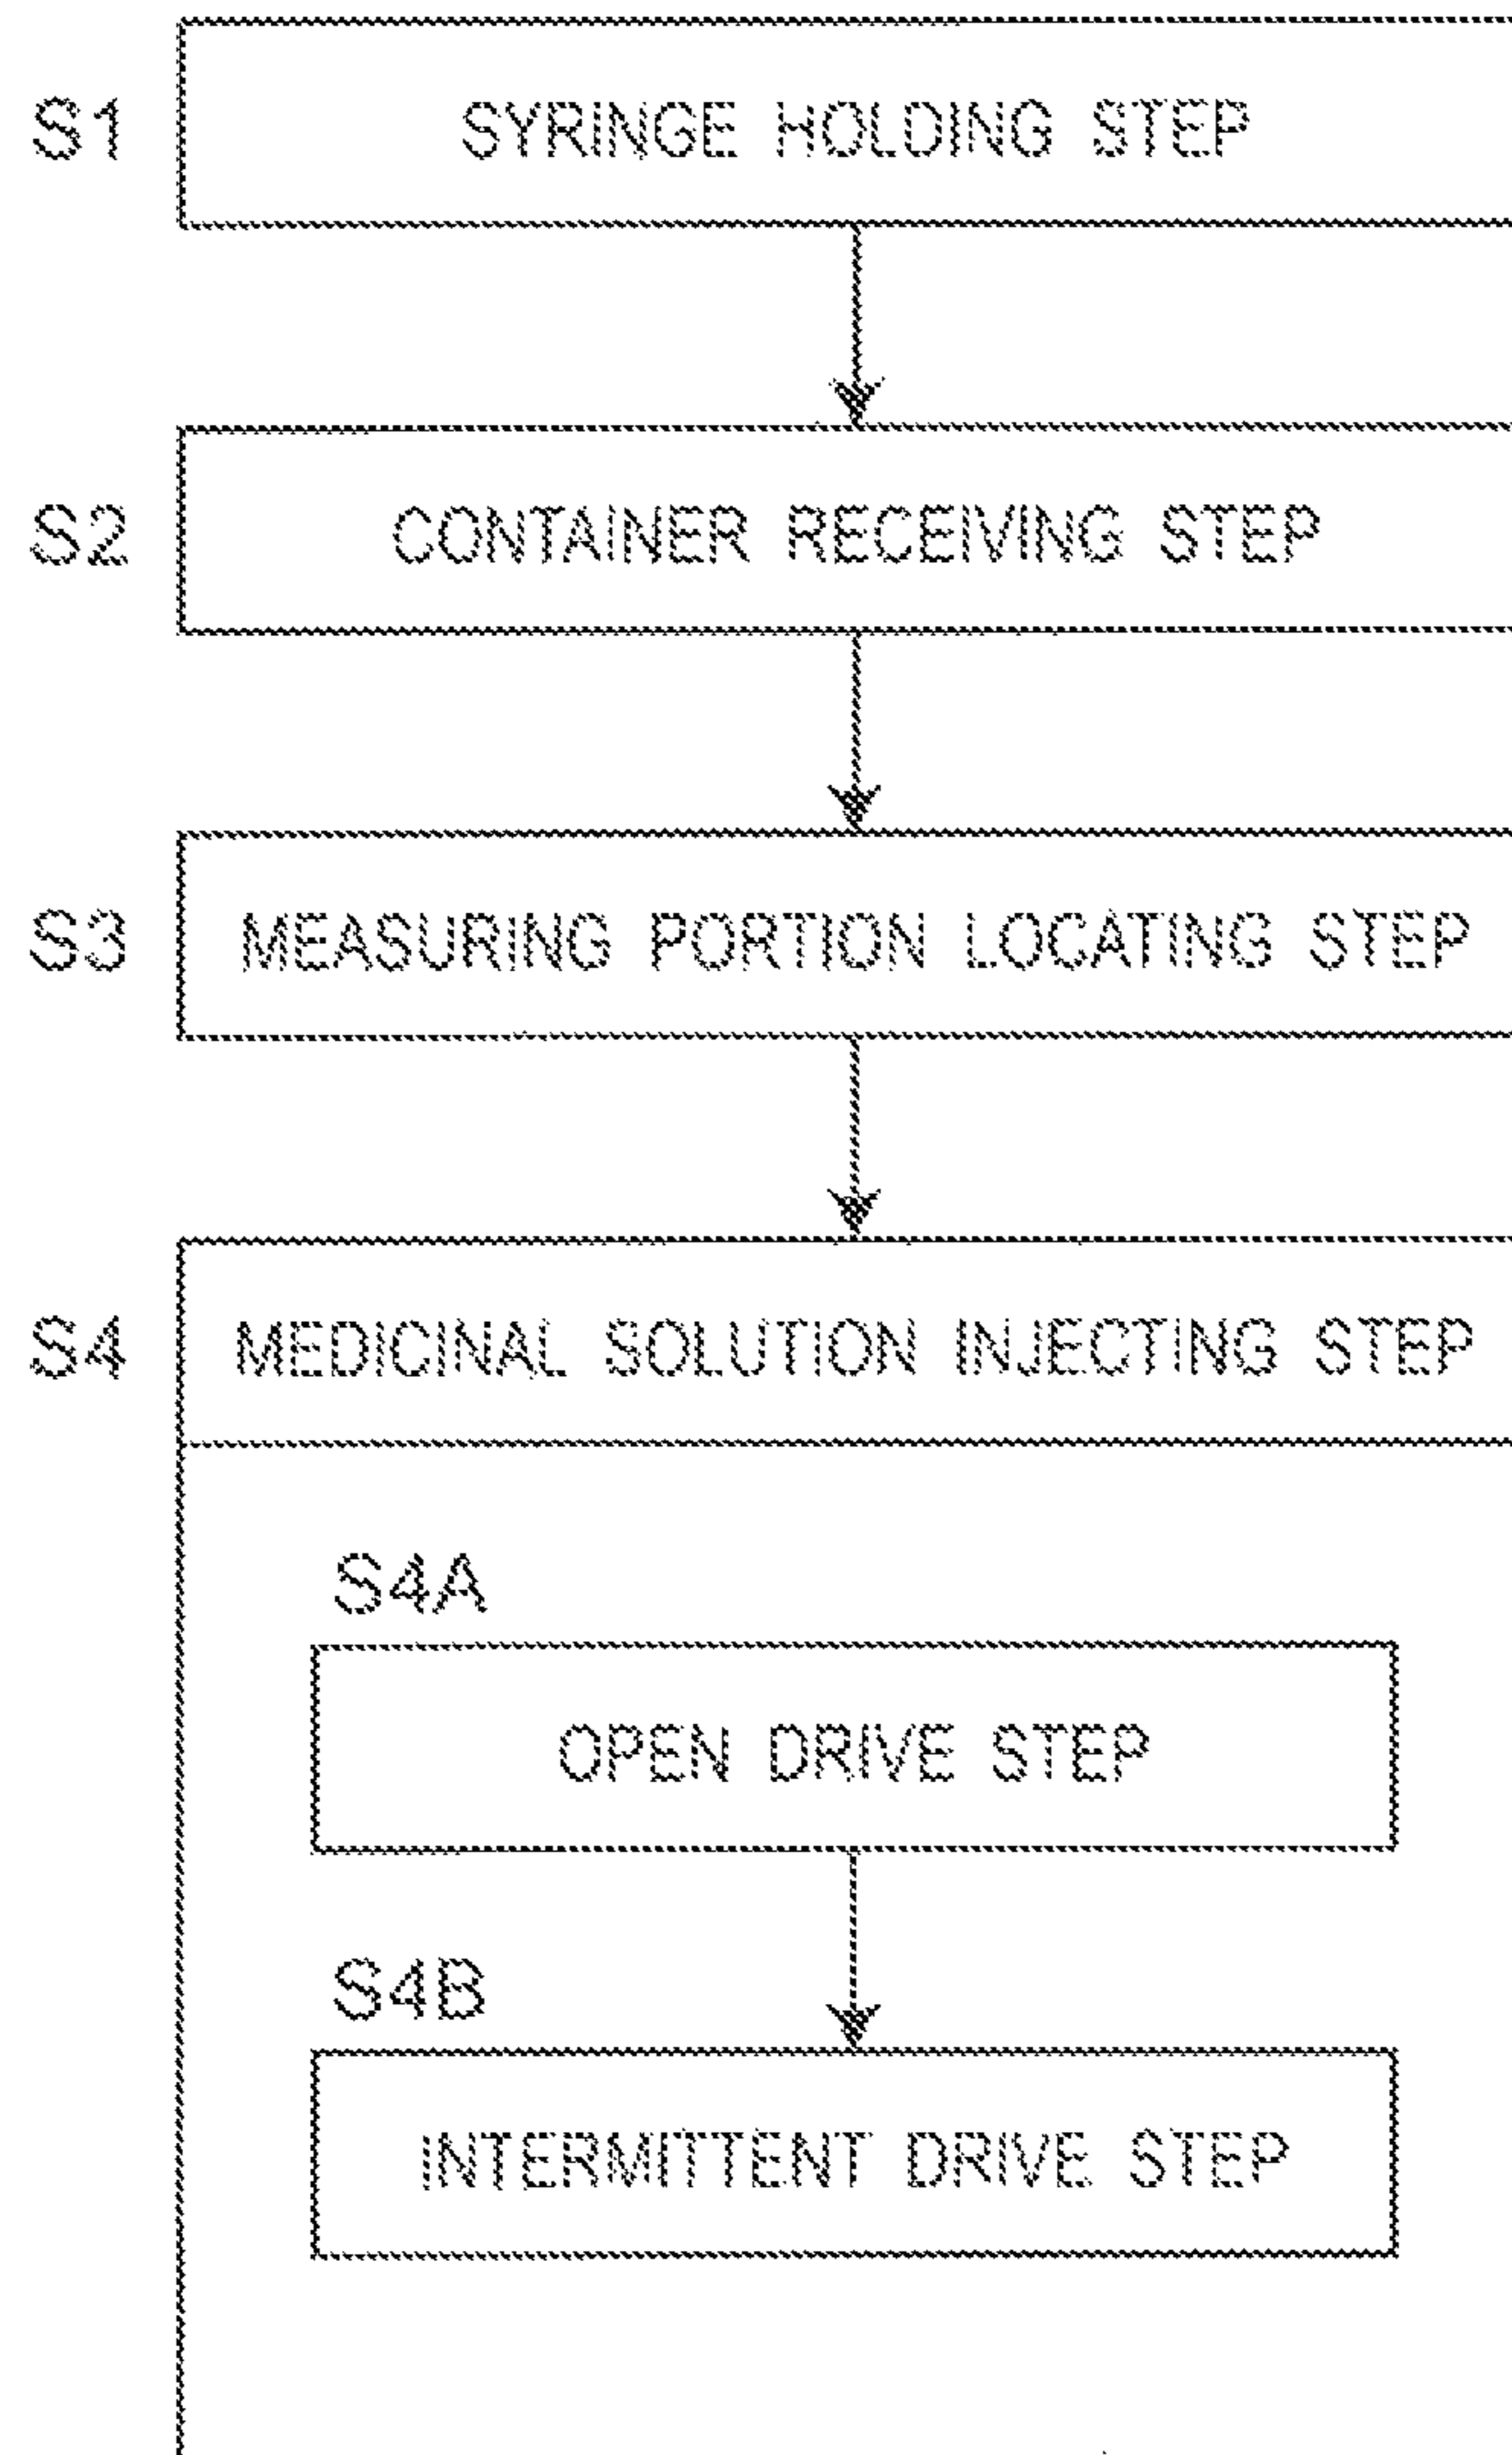 S1 SYRINGE HOLDING STEP
S2 CONTAINER RECEIVING STEP
S3 MEASURING PORTION LOCATING STEP
S4 MEDICINAL SOLUTION INJECTING STEP
S4A
OPEN DRIVE STEP
S4B
INTERMITTENT DRIVE STEP